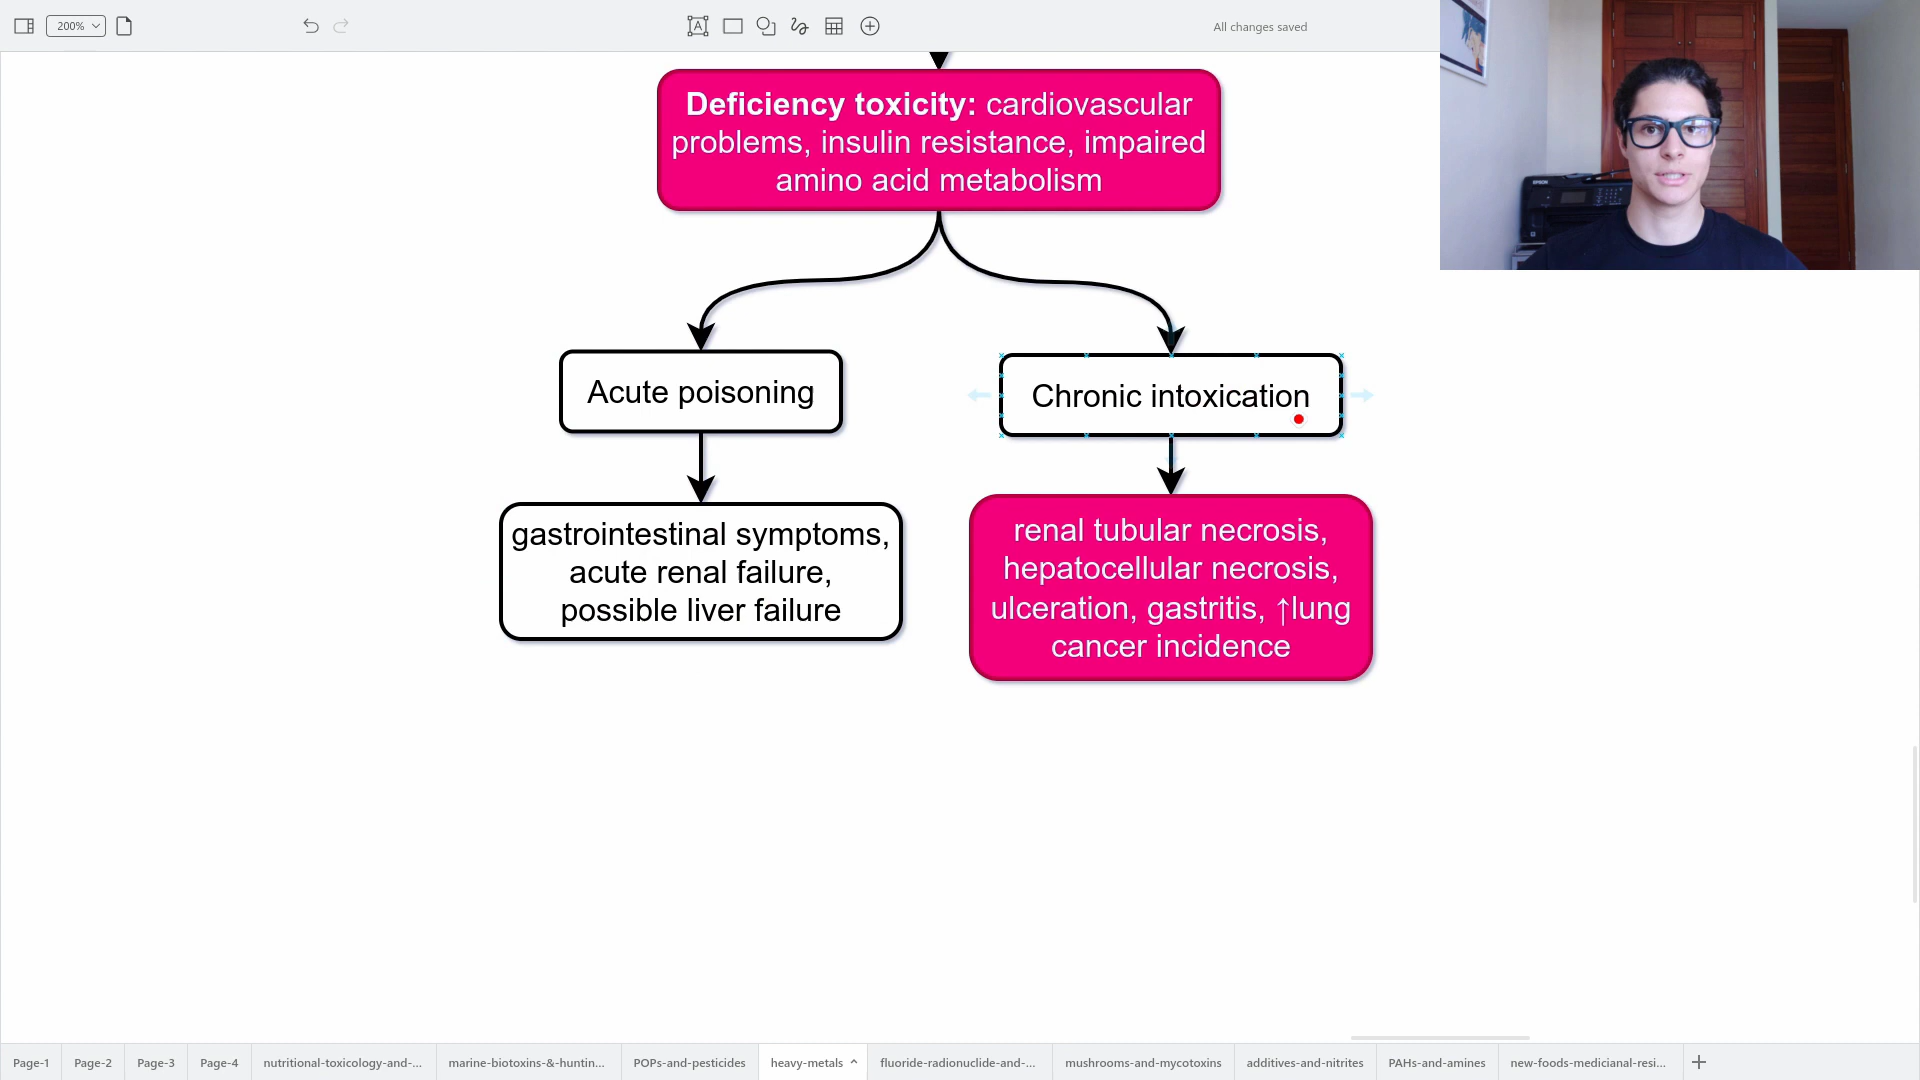 200%
All changes saved
EPSON
Deficiency toxicity: cardiovascular
problems, insulin resistance, impaired
amino acid metabolism
Acute poisoning
Chronic intoxication
gastrointestinal symptoms,
acute renal failure,
possible liver failure
renal tubular necrosis,
hepatocellular necrosis,
ulceration, gastritis, ↑lung
cancer incidence
Page-1
Page-2
Page-3
Page-4
nutritional-toxicology-and-...
marine-biotoxins-&-huntin...
POPs-and-pesticides
heavy-metals
fluoride-radionuclide-and-...
mushrooms-and-mycotoxins
additives-and-nitrites
PAHs-and-amines
new-foods-medicianal-resi...